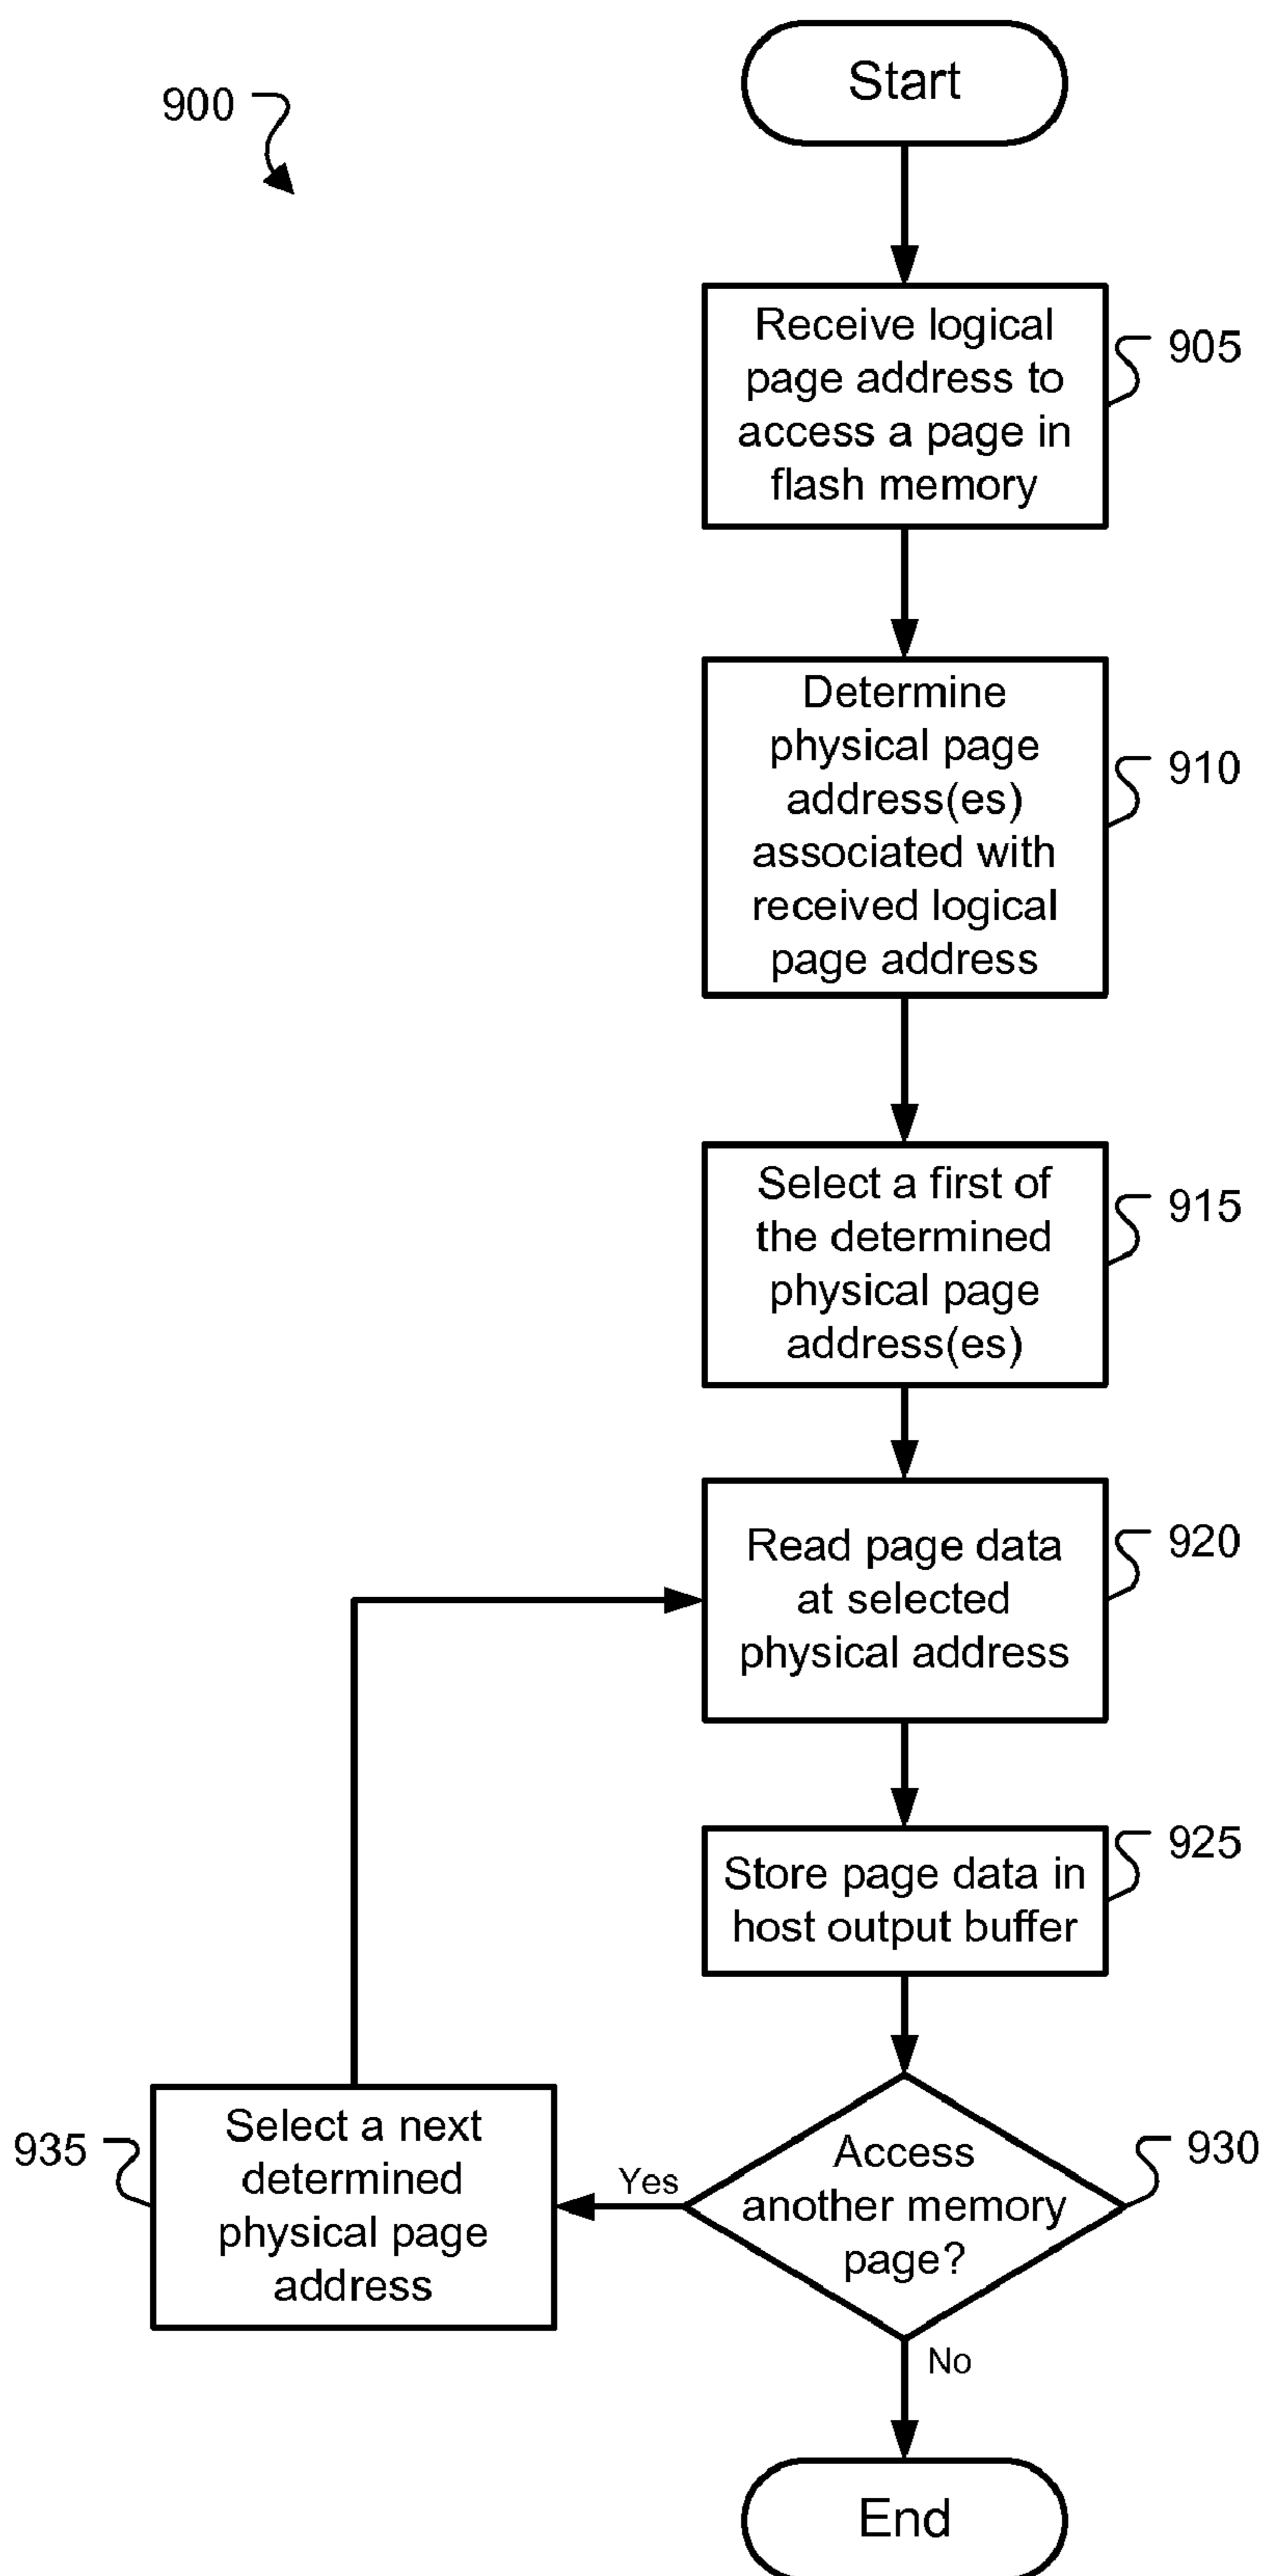 Start
900
Receive logical
page address to
access a page in
flash memory
905
Determine
physical page
address(es)
associated with
received logical
page address
910
Select a first of
the determined
physical page
address(es)
915
Read page data
at selected
physical address
920
Store page data in
host output buffer
925
Access
another memory
page?
930
Yes
Select a next
determined
physical page
address
935
No
End